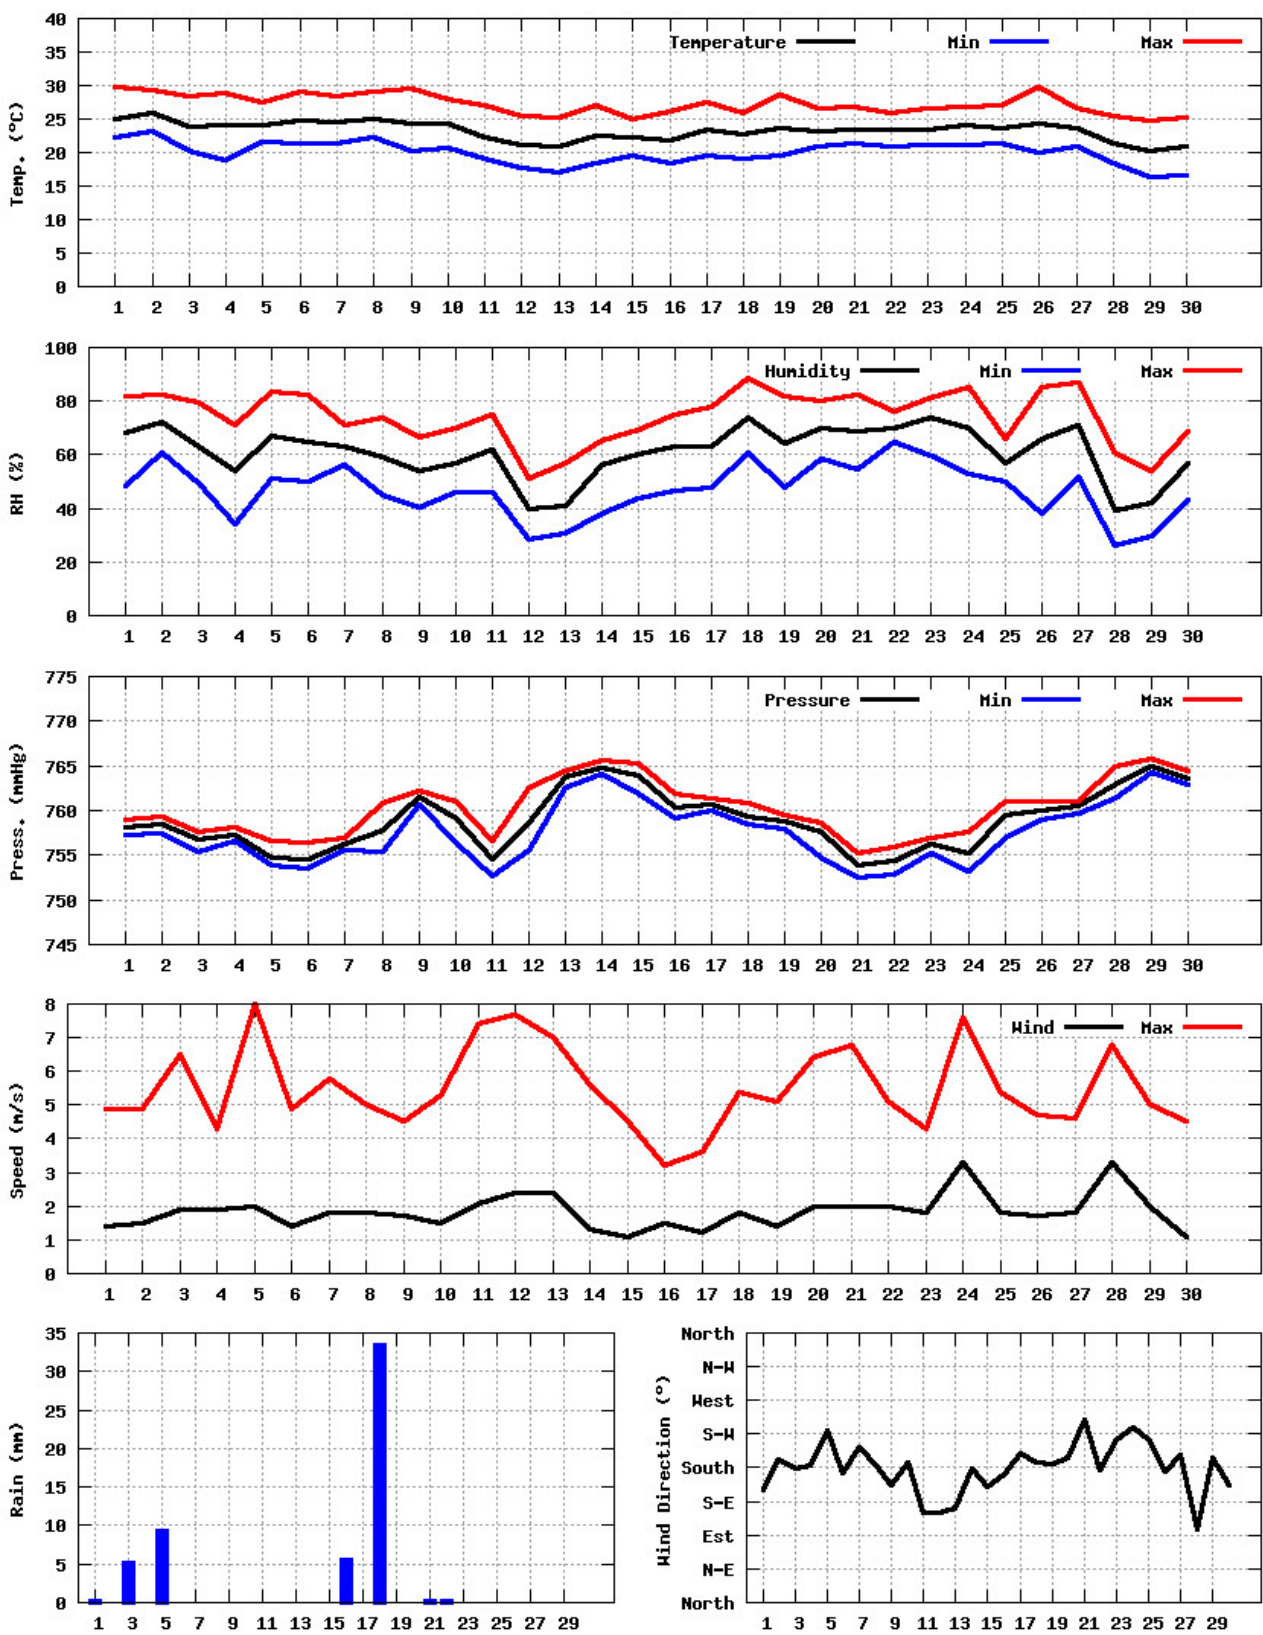 40
Temperature Min Max
35
30
25
20
15
10
5
0
Temp. (°C)
1 2 3 4 5 6 7 8 9 10 11 12 13 14 15 16 17 18 19 20 21 22 23 24 25 26 27 28 29 30
100
Humidity Min Max
80
60
40
20
0
RH (%)
1 2 3 4 5 6 7 8 9 10 11 12 13 14 15 16 17 18 19 20 21 22 23 24 25 26 27 28 29 30
775
Pressure Min Max
770
765
760
755
750
745
Press. (mmHg)
1 2 3 4 5 6 7 8 9 10 11 12 13 14 15 16 17 18 19 20 21 22 23 24 25 26 27 28 29 30
8
Wind Max
7
6
5
4
3
2
1
0
Speed (m/s)
1 2 3 4 5 6 7 8 9 10 11 12 13 14 15 16 17 18 19 20 21 22 23 24 25 26 27 28 29 30
35
30
25
20
15
10
5
0
Rain (mm)
1 3 5 7 9 11 13 15 17 19 21 23 25 27 29
North
N-W
West
S-W
South
S-E
Est
N-E
North
Wind Direction (°)
1 3 5 7 9 11 13 15 17 19 21 23 25 27 29